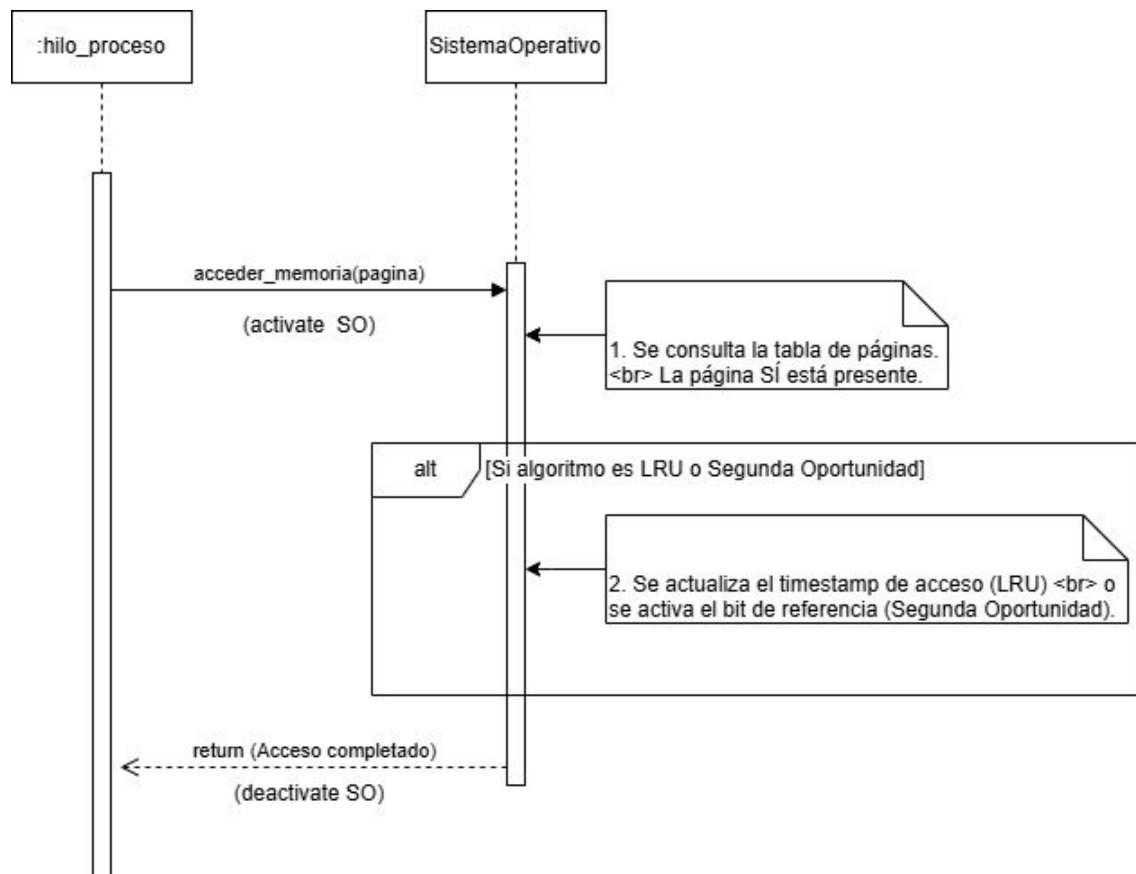 :hilo_proceso
SistemaOperativo
acceder_memoria(pagina)
(activate  SO)
1. Se consulta la tabla de páginas.
<br> La página SÍ está presente.
alt
[Si algoritmo es LRU o Segunda Oportunidad]
2. Se actualiza el timestamp de acceso (LRU) <br> o
se activa el bit de referencia (Segunda Oportunidad).
return (Acceso completado)
(deactivate SO)